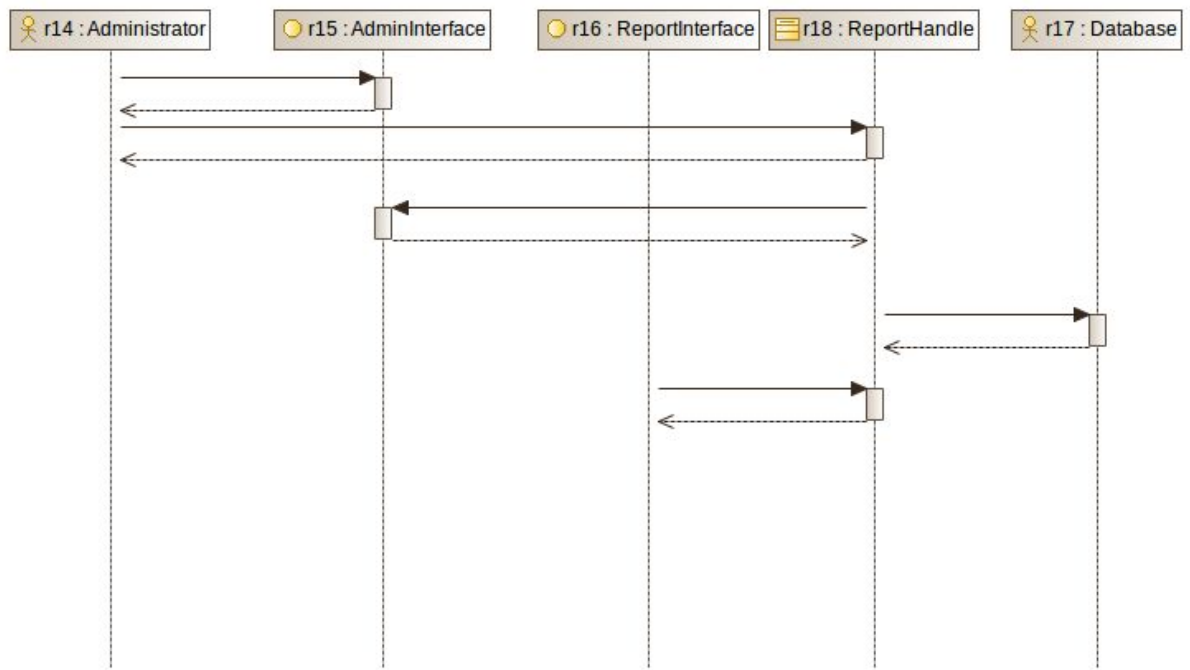 r14 : Administrator
r15 : AdminInterface
r16 : ReportInterface
r18 : ReportHandle
r17 : Database